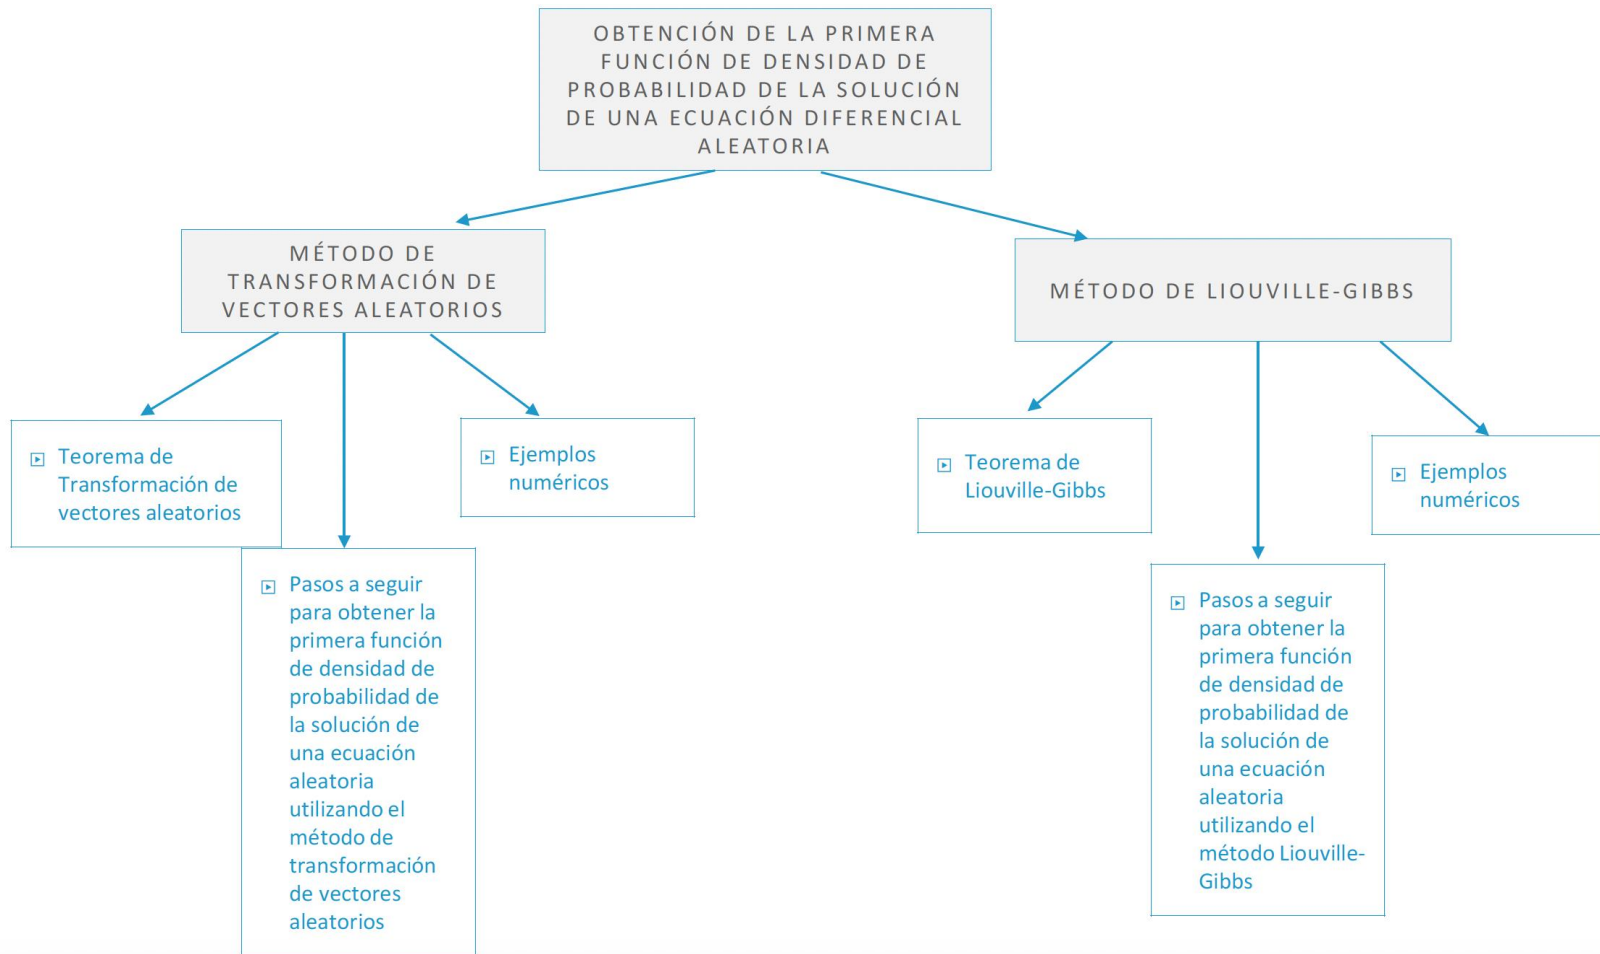 OBTENCIÓN DE LA PRIMERA
FUNCIÓN DE DENSIDAD DE
PROBABILIDAD DE LA SOLUCIÓN
DE UNA ECUACIÓN DIFERENCIAL
ALEATORIA
MÉTODO DE
TRANSFORMACIÓN DE
VECTORES ALEATORIOS
MÉTODO DE LIOUVILLE-GIBBS
Teorema de
Transformación de
vectores aleatorios
Ejemplos
numéricos
Pasos a seguir
para obtener la
primera función
de densidad de
probabilidad de
la solución de
una ecuación
aleatoria
utilizando el
método de
transformación
de vectores
aleatorios
Teorema de
Liouville-Gibbs
Ejemplos
numéricos
Pasos a seguir
para obtener la
primera función
de densidad de
probabilidad de
la solución de
una ecuación
aleatoria
utilizando el
método Liouville-
Gibbs